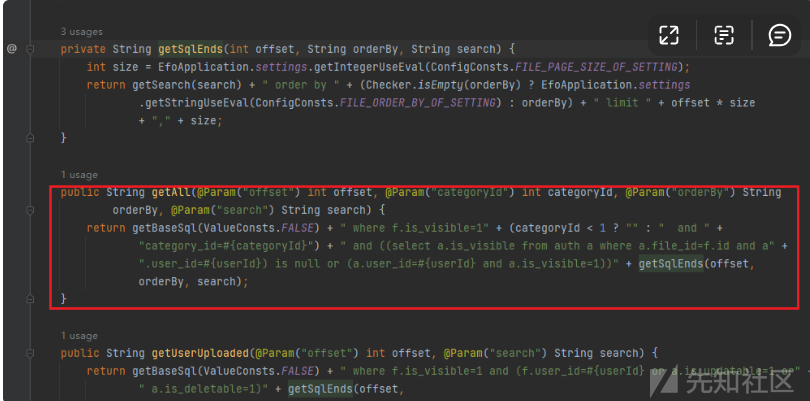 3 usages
@ private String getSqlEnds(int offset, String orderBy, String search) {
int size = EfoApplication.settings.getIntegerUseEval(ConfigConsts.FILE_PAGE_SIZE_OF_SETTING);
return getSearch(search) + " order by " + (Checker.isEmpty(orderBy) ? EfoApplication.settings
.getStringUseEval(ConfigConsts.FILE_ORDER_BY_OF_SETTING) : orderBy) + " limit " + offset * size
+ "," + size;
}
1 usage
public String getAll(@Param("offset") int offset, @Param("categoryId") int categoryId, @Param("orderBy") String
orderBy, @Param("search") String search) {
return getBaseSql(ValueConsts.FALSE) + " where f.is_visible=1" + (categoryId < 1 ? "" : "  and " +
"category_id=#{categoryId}") + " and ((select a.is_visible from auth a where a.file_id=f.id and a" +
".user_id=#{userId}) is null or (a.user_id=#{userId} and a.is_visible=1))" + getSqlEnds(offset,
orderBy, search);
}
1 usage
public String getUserUploaded(@Param("offset") int offset, @Param("search") String search) {
return getBaseSql(ValueConsts.FALSE) + " where f.is_visible=1 and (f.user_id=#{userId} or a.is_updatable=1 or" +
" a.is_deletable=1)" + getSqlEnds(offset,
先知社区